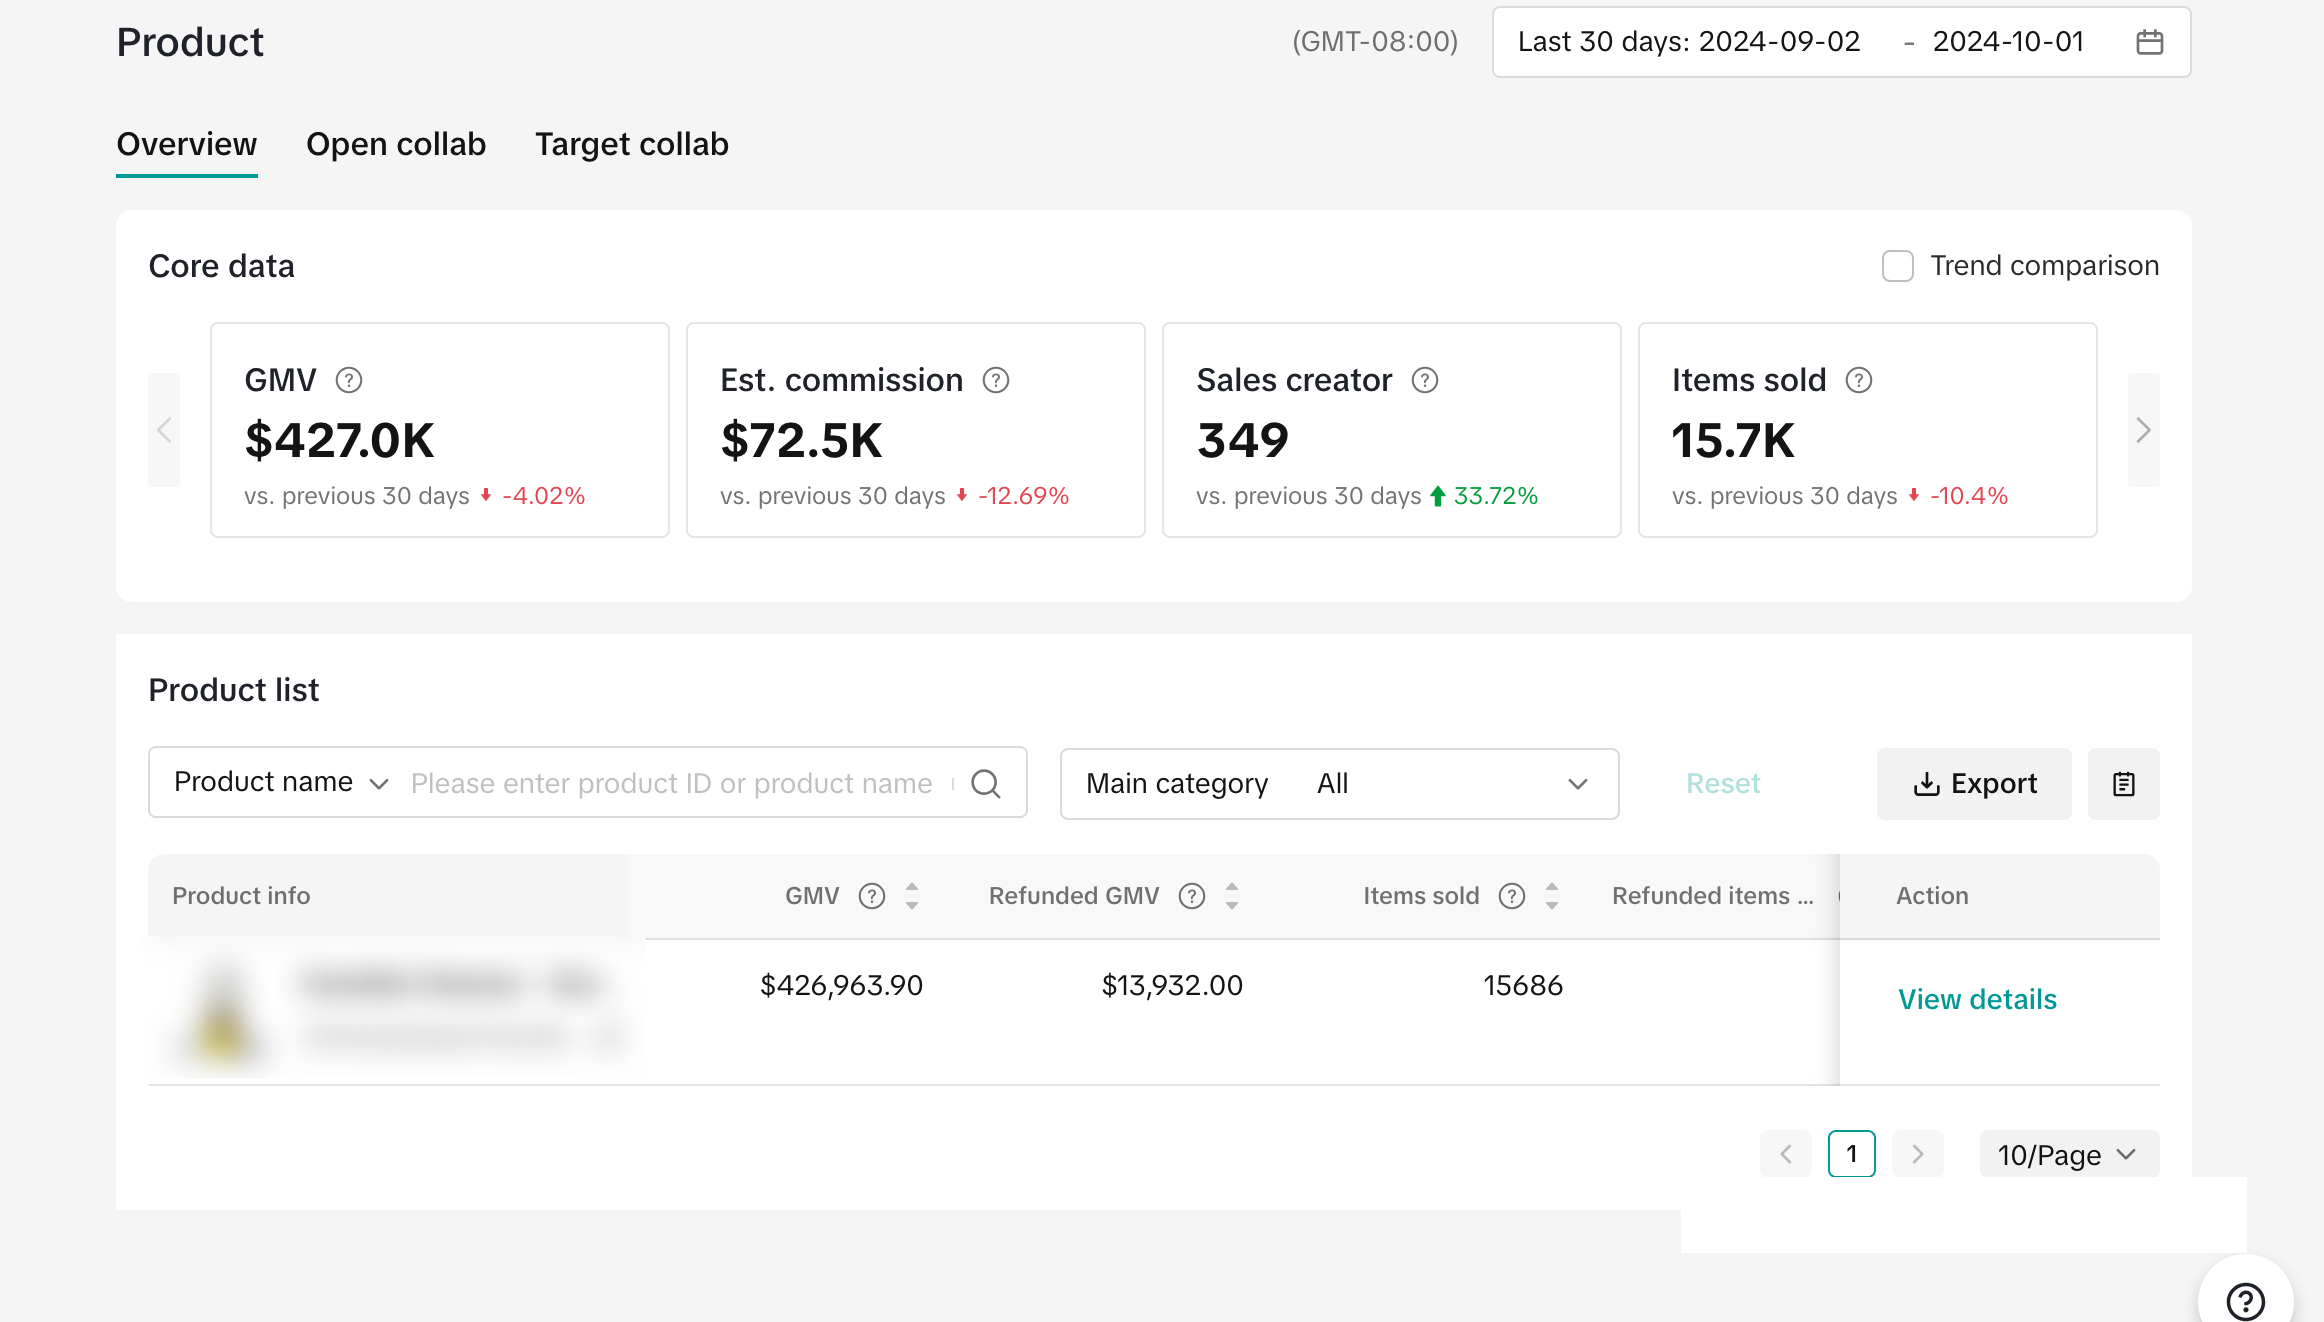 Product
(GMT-08:00)
Last 30 days: 2024-09-02 - 2024-10-01
Overview Open collab Target collab
Core data
Trend comparison
GMV
$427.0K
vs. previous 30 days -4.02%
Est. commission
$72.5K
vs. previous 30 days -12.69%
Sales creator
349
vs. previous 30 days 33.72%
Items sold
15.7K
vs. previous 30 days -10.4%
Product list
Product name Please enter product ID or product name
Main category All
Reset
Export
Product info GMV Refunded GMV Items sold Refunded items ... Action
$426,963.90 $13,932.00 15686 View details
1 10/Page